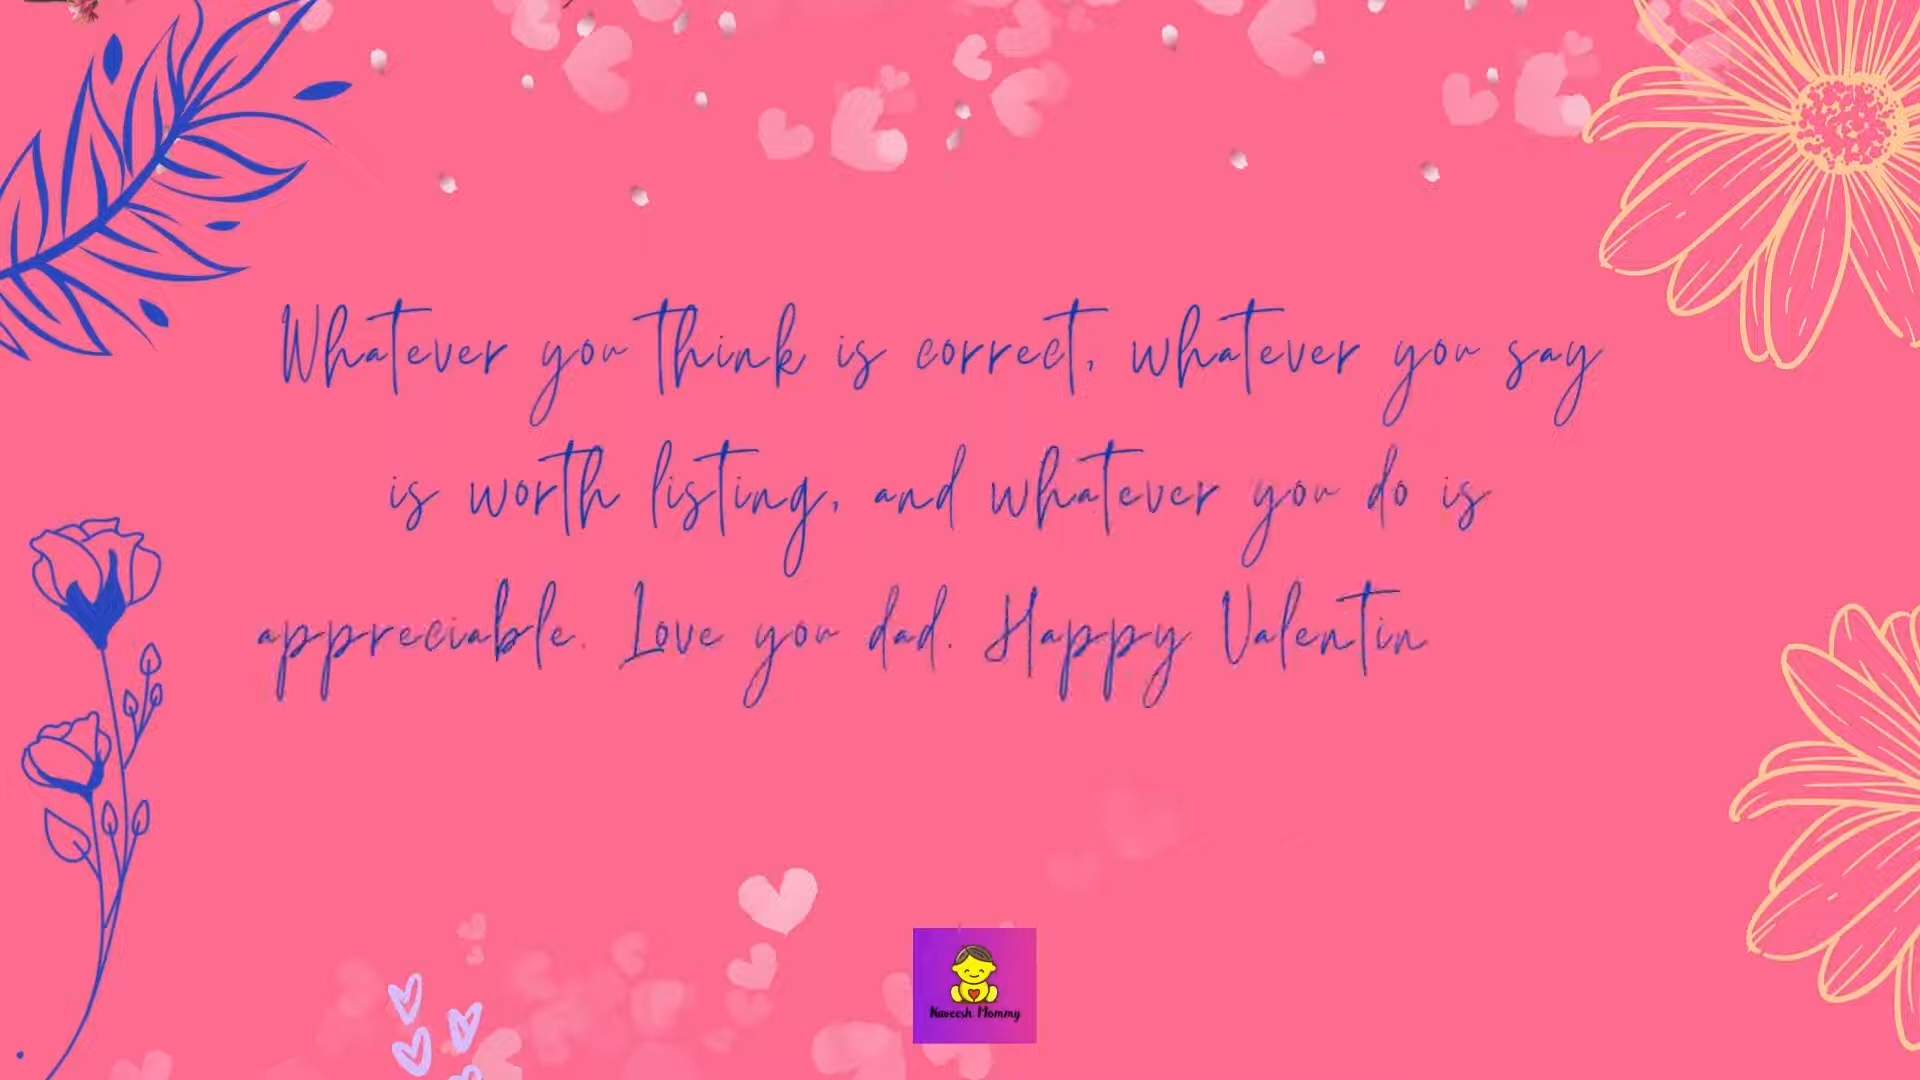 Whatever you think is correct, whatever you say
is worth listing, and whatever you do is
appreciable. Love you dad. Happy Valentin
Kaveesh Mommy